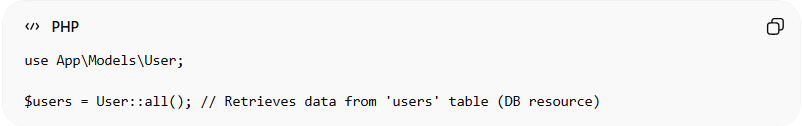 </> PHP
use App\Models\User;
$users = User::all(); // Retrieves data from 'users' table (DB resource)